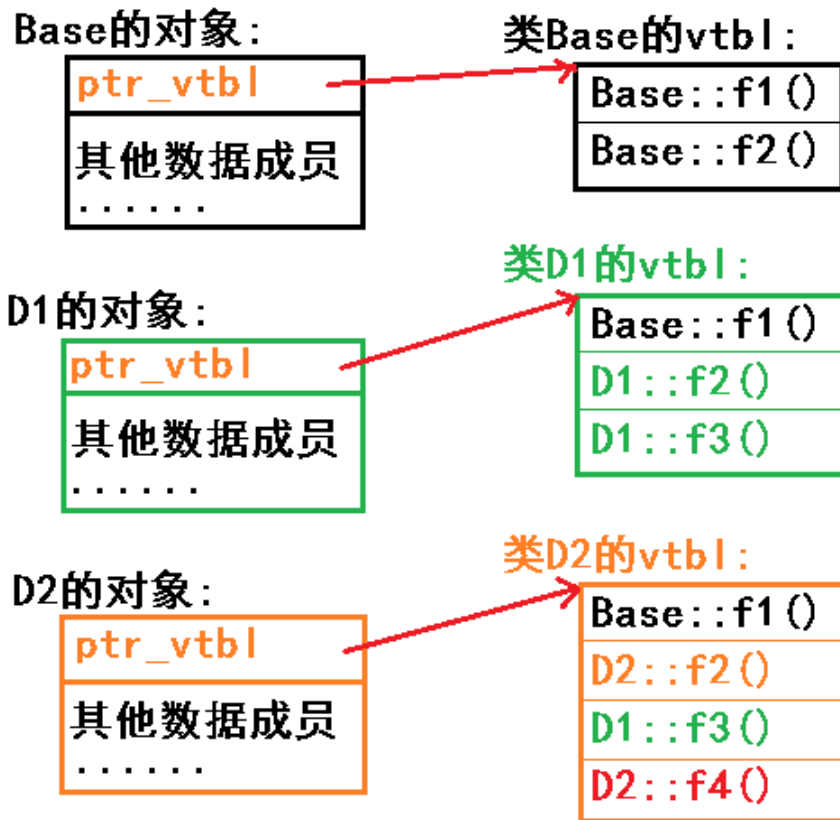 Base的对象:
ptr_vtbl
其他数据成员
......
类Base的vtbl:
Base::f1()
Base::f2()
D1的对象:
ptr_vtbl
其他数据成员
......
类D1的vtbl:
Base::f1()
D1::f2()
D1::f3()
D2的对象:
ptr_vtbl
其他数据成员
......
类D2的vtbl:
Base::f1()
D2::f2()
D1::f3()
D2::f4()